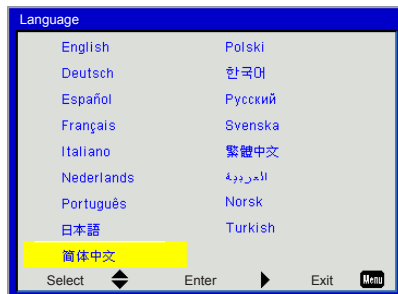 Language
English
Deutsch
Español
Français
Italiano
Nederlands
Português
日本語
简体中文
Polski
한국어
Русский
Svenska
繁體中文
العربية
Norsk
Turkish
Select Enter Exit Menu